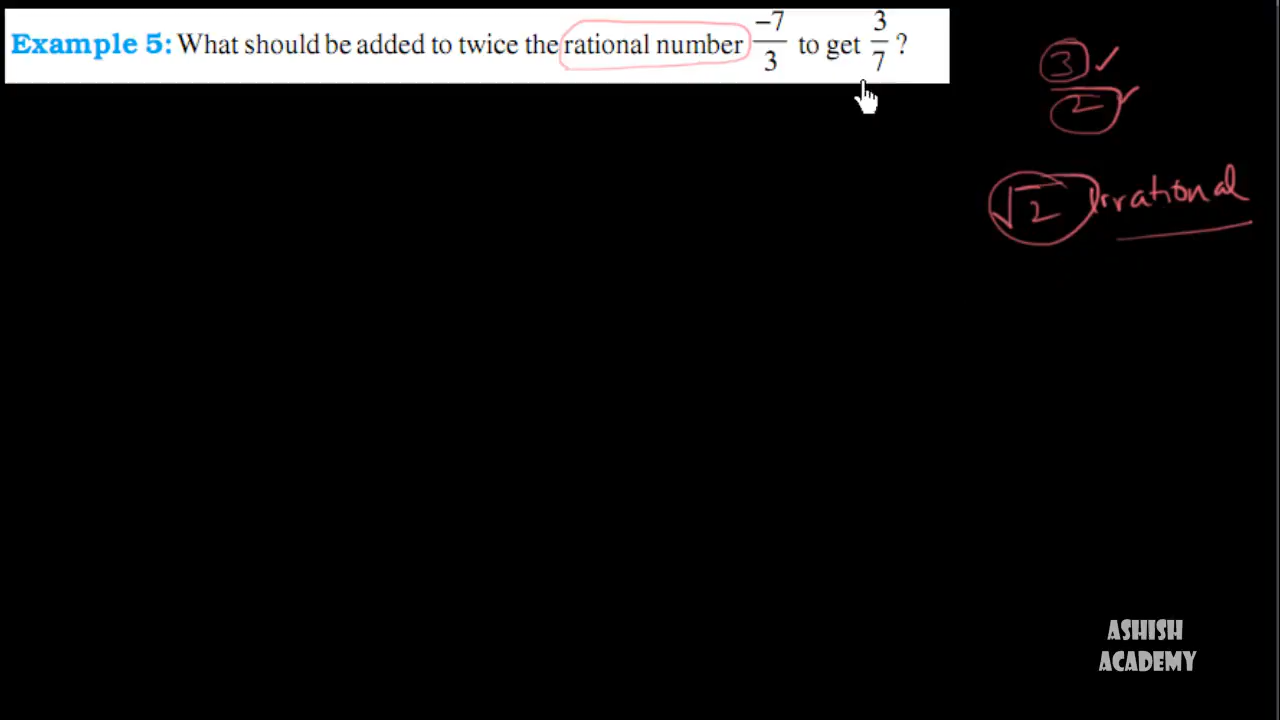 Example 5: What should be added to twice the rational number -7/3 to get 3/7 ?
3
2
√2 Irrational
ASHISH
ACADEMY